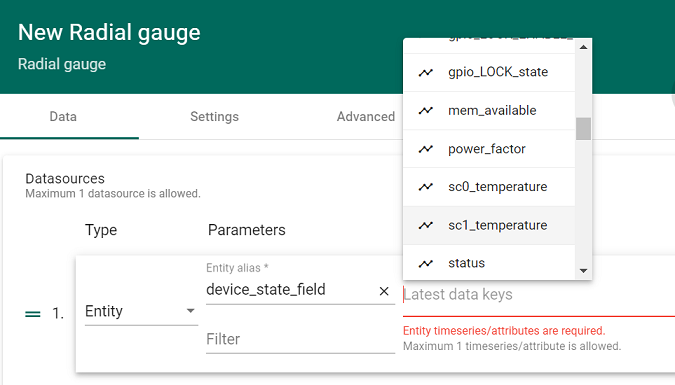 New Radial gauge
Radial gauge
gpio_LOCK_state
mem_available
power_factor
sc0_temperature
sc1_temperature
status
Data
Settings
Advanced
Datasources
Maximum 1 datasource is allowed.
Type
Parameters
Entity alias *
1.
Entity
device_state_field
Latest data keys
Filter
Entity timeseries/attributes are required.
Maximum 1 timeseries/attribute is allowed.